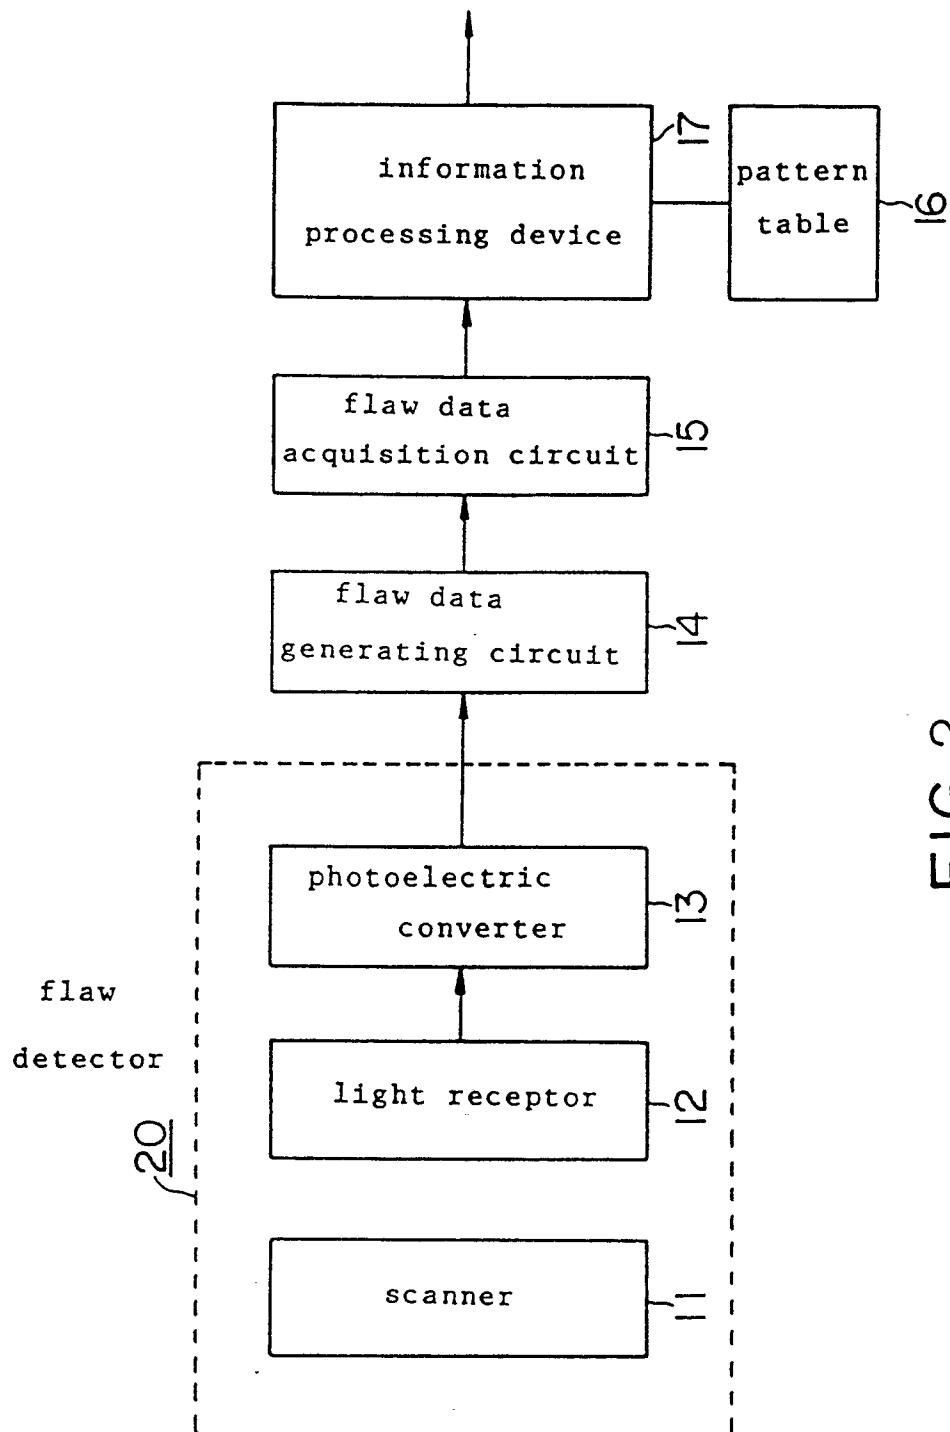 information
processing device
17
pattern
table
16
flaw data
acquisition circuit
15
flaw data
generating circuit
14
photoelectric
converter
13
flaw
detector
20
light receptor
12
scanner
11
FIG. 2